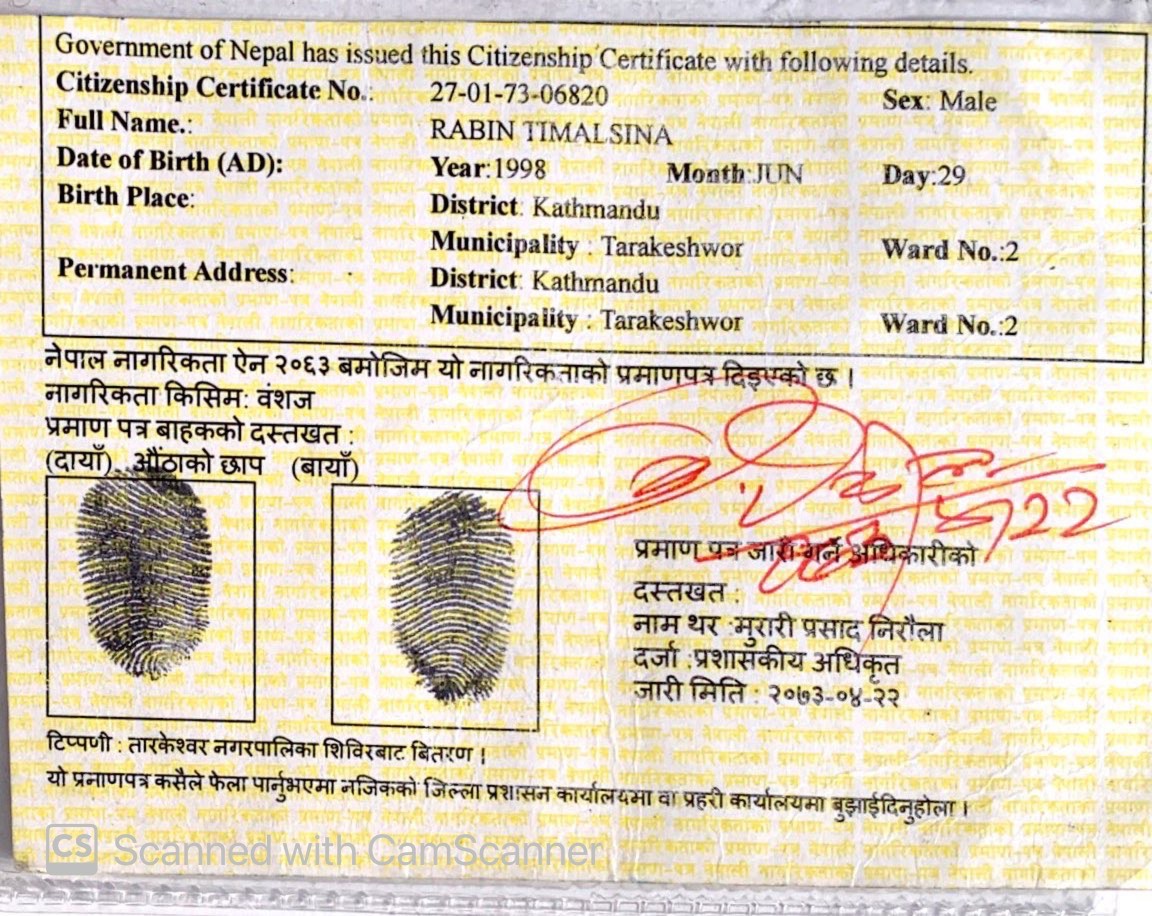 Government of Nepal has issued this Citizenship Certificate with following details.
Citizenship Certificate No.: 27-01-73-06820 Sex: Male
Full Name.: RABIN TIMALSINA
Date of Birth (AD): Year:1998 Month:JUN Day:29
Birth Place: District: Kathmandu
Municipality : Tarakeshwor Ward No.:2
Permanent Address: District: Kathmandu
Municipality : Tarakeshwor Ward No.:2
नेपाल नागरिकता ऐन २०६३ बमोजिम यो नागरिकताको प्रमाणपत्र दिइएको छ ।
नागरिकता किसिम: वंशज
प्रमाण पत्र बाहकको दस्तखत :
(दायाँ) औंठाको छाप (बायाँ)
प्रमाण पत्र जारी गर्ने अधिकारीको
दस्तखत :
नाम थर :मुरारी प्रसाद निरौला
दर्जा :प्रशासकीय अधिकृत
जारी मिति : २०७३-०४-२२
टिप्पणी : तारकेश्वर नगरपालिका शिविरबाट बितरण ।
यो प्रमाणपत्र कसैले फेला पार्नुभएमा नजिकको जिल्ला प्रशासन कार्यालयमा वा प्रहरी कार्यालयमा बुझाईदिनुहोला ।
CS Scanned with CamScanner